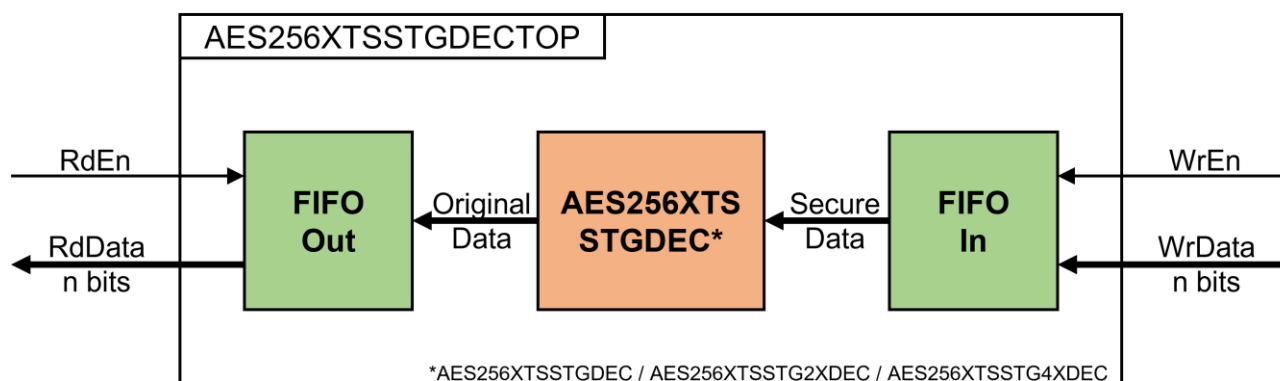 AES256XTSSTGDECTOP
RdEn
RdData
n bits
FIFO
Out
Original
Data
AES256XTS
STGDEC*
Secure
Data
FIFO
In
WrEn
WrData
n bits
*AES256XTSSTGDEC / AES256XTSSTG2XDEC / AES256XTSSTG4XDEC